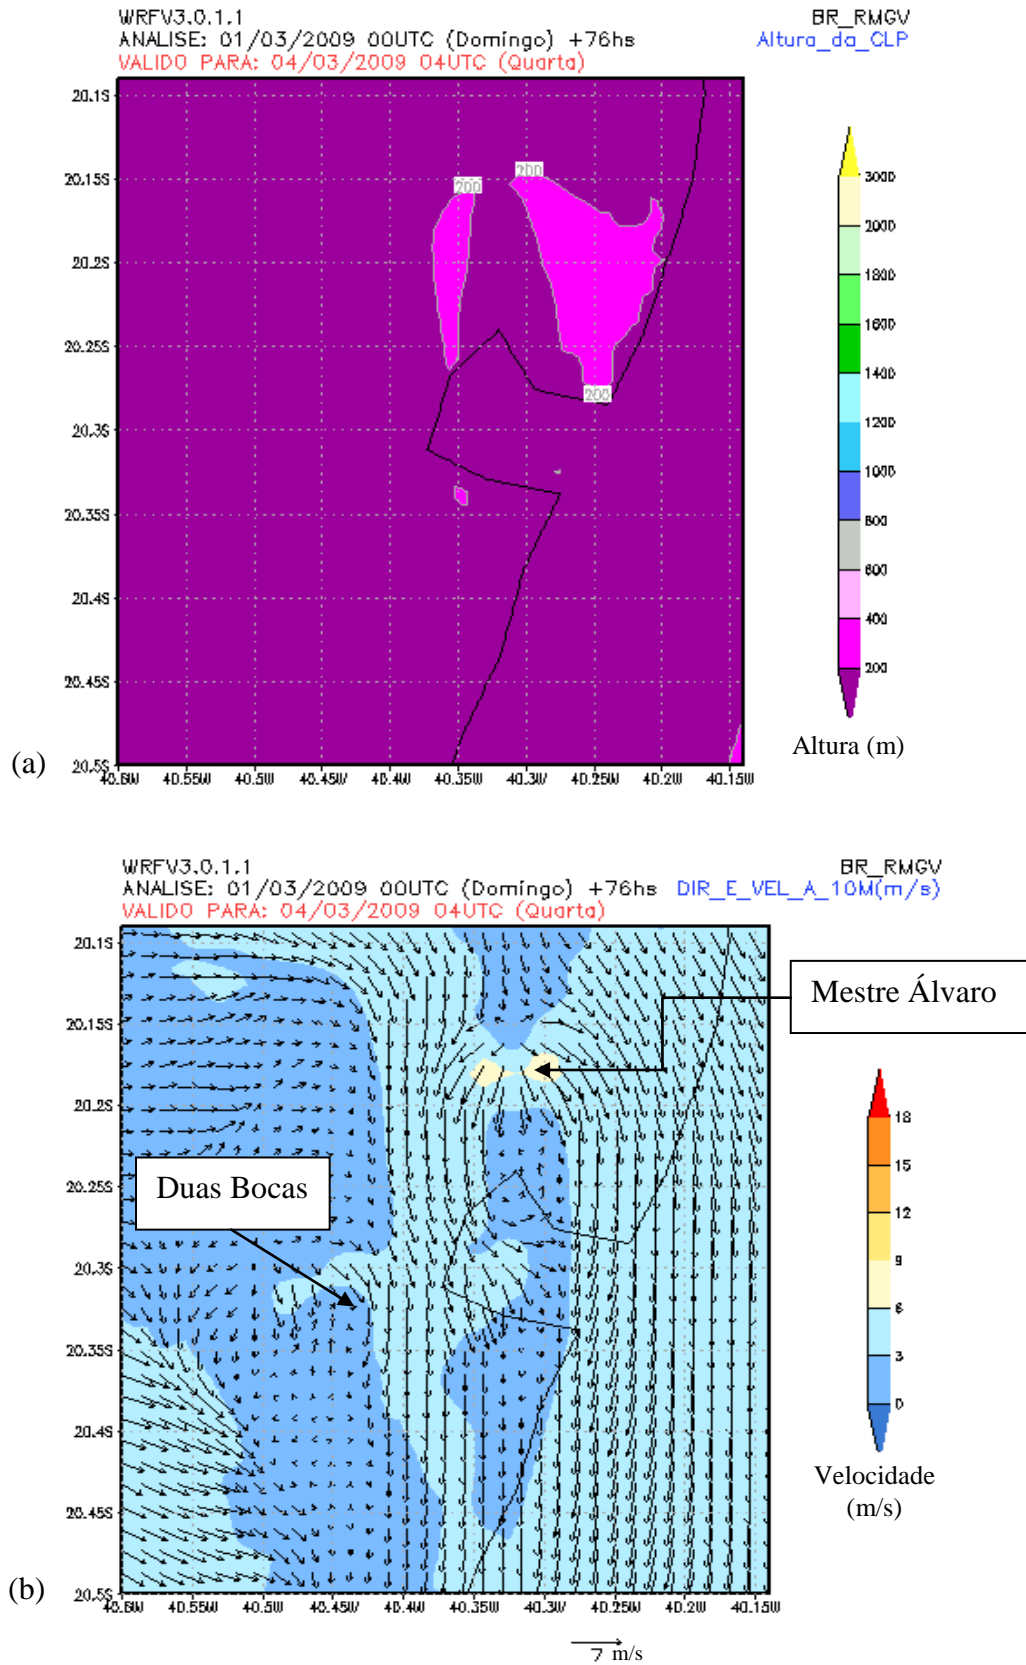 WRFV3.0.1.1 BR_RMGV
ANALISE: 01/03/2009 00UTC (Domingo) +76hs Altura_da_CLP
VALIDO PARA: 04/03/2009 04UTC (Quarta)
20.1S
20.15S
20.2S
20.25S
20.3S
20.35S
20.4S
20.45S
20.5S
200
200
200
3000
2000
1800
1600
1400
1200
1000
800
600
400
200
40.6W 40.55W 40.5W 40.45W 40.4W 40.35W 40.3W 40.25W 40.2W 40.15W
Altura (m)
(a)
WRFV3.0.1.1 BR_RMGV
ANALISE: 01/03/2009 00UTC (Domingo) +76hs DIR_E_VEL_A_10M(m/s)
VALIDO PARA: 04/03/2009 04UTC (Quarta)
20.1S
20.15S
20.2S
20.25S
20.3S
20.35S
20.4S
20.45S
20.5S
Mestre Álvaro
Duas Bocas
18
15
12
9
6
3
0
Velocidade
(m/s)
40.6W 40.55W 40.5W 40.45W 40.4W 40.35W 40.3W 40.25W 40.2W 40.15W
(b)
7 m/s